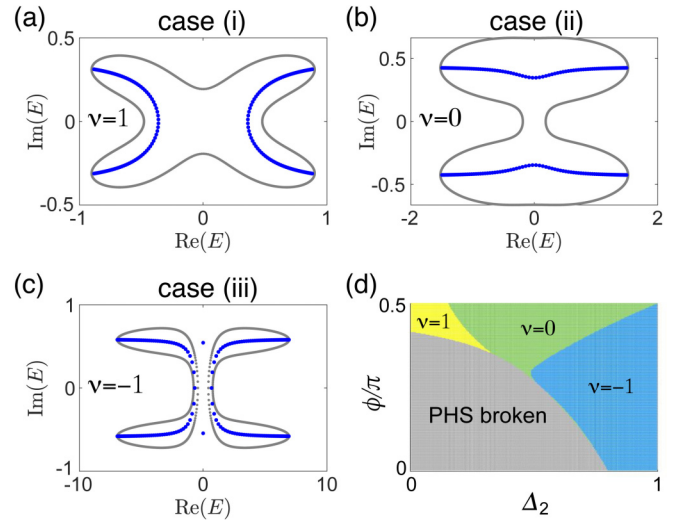 (a) case (i)
0.5
Im(E)
0
-0.5
ν=1
-1 0 1
Re(E)
(b) case (ii)
0.5
Im(E)
0
-0.5
ν=0
-2 0 2
Re(E)
(c) case (iii)
1
Im(E)
0
-1
ν=-1
-10 0 10
Re(E)
(d)
0.5
ϕ/π
0
ν=1
ν=0
ν=-1
PHS broken
0 1
Δ₂